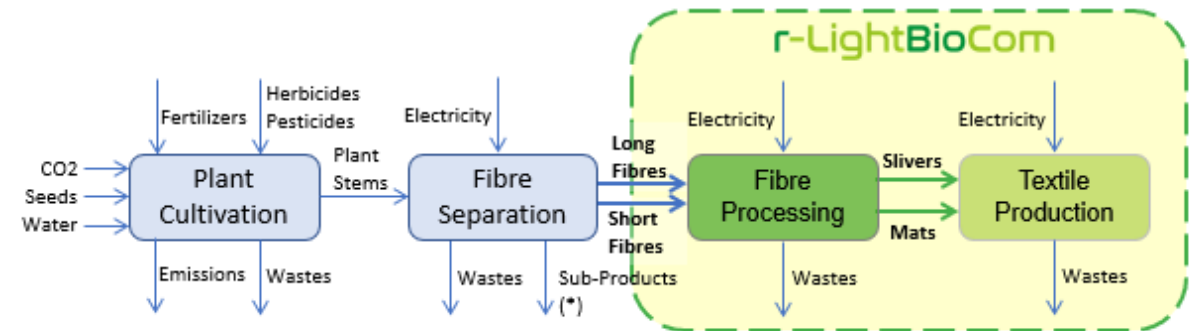 r-LightBioCom
Fertilizers
Herbicides
Pesticides
CO2
Seeds
Water
Plant
Cultivation
Emissions
Wastes
Plant
Stems
Electricity
Fibre
Separation
Wastes
Sub-Products
(*)
Long
Fibres
Short
Fibres
Electricity
Fibre
Processing
Wastes
Slivers
Mats
Electricity
Textile
Production
Wastes